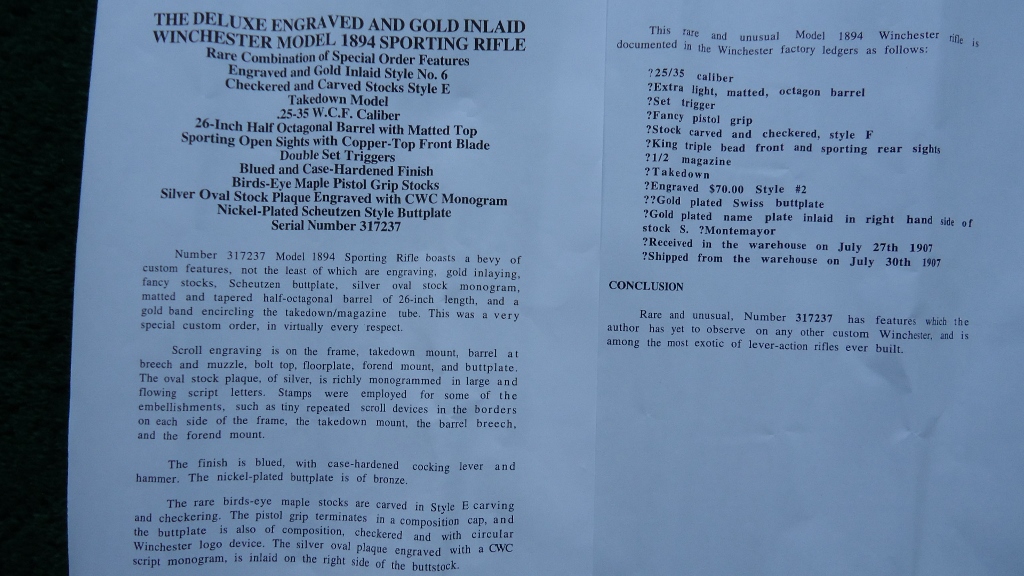 THE DELUXE ENGRAVED AND GOLD INLAID
WINCHESTER MODEL 1894 SPORTING RIFLE
Rare Combination of Special Order Features
Engraved and Gold Inlaid Style No. 6
Checkered and Carved Stocks Style E
Takedown Model
.25-35 W.C.F. Caliber
26-Inch Half Octagonal Barrel with Matted Top
Sporting Open Sights with Copper-Top Front Blade
Double Set Triggers
Blued and Case-Hardened Finish
Birds-Eye Maple Pistol Grip Stocks
Silver Oval Stock Plaque Engraved with CWC Monogram
Nickel-Plated Scheutzen Style Buttplate
Serial Number 317237
Number 317237 Model 1894 Sporting Rifle boasts a bevy of
custom features, not the least of which are engraving, gold inlaying,
fancy stocks, Scheutzen buttplate, silver oval stock monogram,
matted and tapered half-octagonal barrel of 26-inch length, and a
gold band encircling the takedown/magazine tube. This was a very
special custom order, in virtually every respect.
Scroll engraving is on the frame, takedown mount, barrel at
breech and muzzle, bolt top, floorplate, forend mount, and buttplate.
The oval stock plaque, of silver, is richly monogrammed in large and
flowing script letters. Stamps were employed for some of the
embellishments, such as tiny repeated scroll devices in the borders
on each side of the frame, the takedown mount, the barrel breech,
and the forend mount.
The finish is blued, with case-hardened cocking lever and
hammer. The nickel-plated buttplate is of bronze.
The rare birds-eye maple stocks are carved in Style E carving
and checkering. The pistol grip terminates in a composition cap, and
the buttplate is also of composition, checkered and with circular
Winchester logo device. The silver oval plaque engraved with a CWC
script monogram, is inlaid on the right side of the buttstock.
This rare and unusual Model 1894 Winchester rifle is
documented in the Winchester factory ledgers as follows:
?25/35 caliber
?Extra light, matted, octagon barrel
?Set trigger
?Fancy pistol grip
?Stock carved and checkered, style F
?King triple bead front and sporting rear sights
?1/2 magazine
?Takedown
?Engraved $70.00 Style #2
??Gold plated Swiss buttplate
?Gold plated name plate inlaid in right hand side of
stock S. ?Montemayor
?Received in the warehouse on July 27th 1907
?Shipped from the warehouse on July 30th 1907
CONCLUSION
Rare and unusual, Number 317237 has features which the
author has yet to observe on any other custom Winchester, and is
among the most exotic of lever-action rifles ever built.